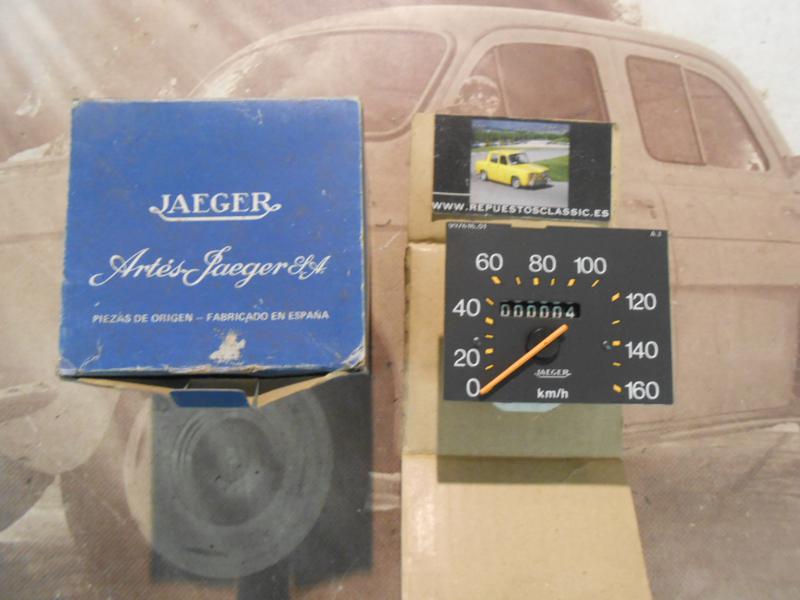 JAEGER
Artés-Jaeger S.A.
PIEZAS DE ORIGEN – FABRICADO EN ESPAÑA
WWW.REPUESTOSCLASSIC.ES
60 80 100
40 120
000004
20 140
JAEGER
0 160
km/h